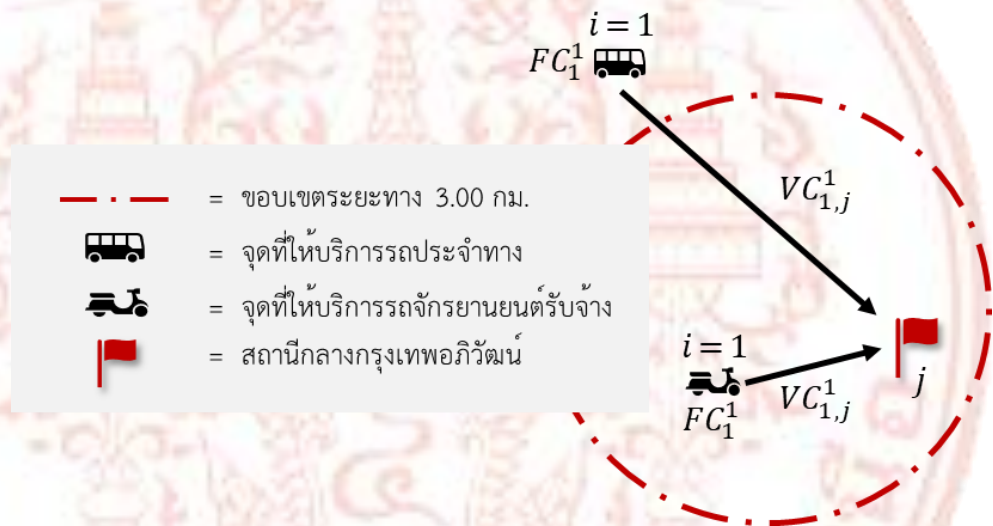 i = 1
FC₁¹
VC₁,ⱼ¹
= ขอบเขตระยะทาง 3.00 กม.
= จุดที่ให้บริการรถประจำทาง
= จุดที่ให้บริการรถจักรยานยนต์รับจ้าง
= สถานีกลางกรุงเทพอภิวัฒน์
i = 1
FC₁¹
VC₁,ⱼ¹
j